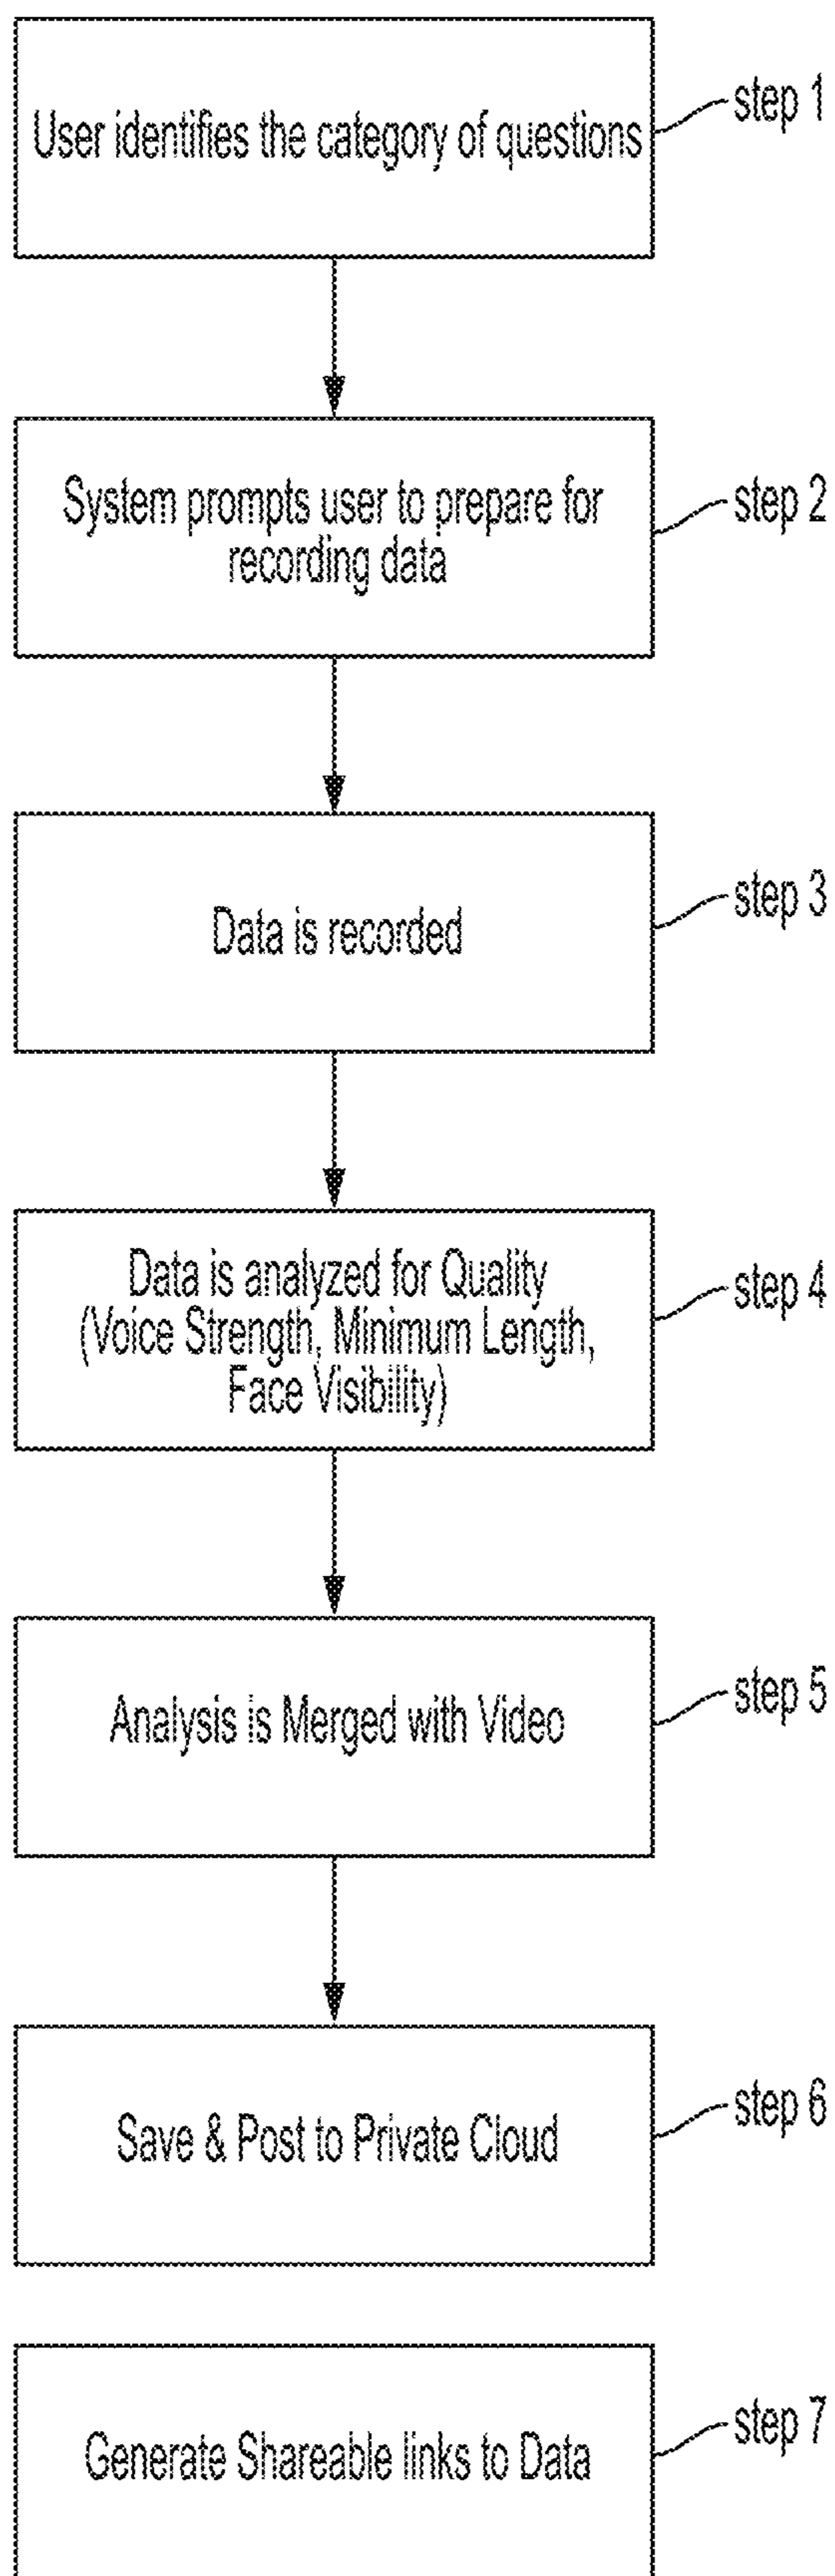 User identifies the category of questions
step 1
System prompts user to prepare for
recording data
step 2
Data is recorded
step 3
Data is analyzed for Quality
(Voice Strength, Minimum Length,
Face Visibility)
step 4
Analysis is Merged with Video
step 5
Save & Post to Private Cloud
step 6
Generate Shareable links to Data
step 7